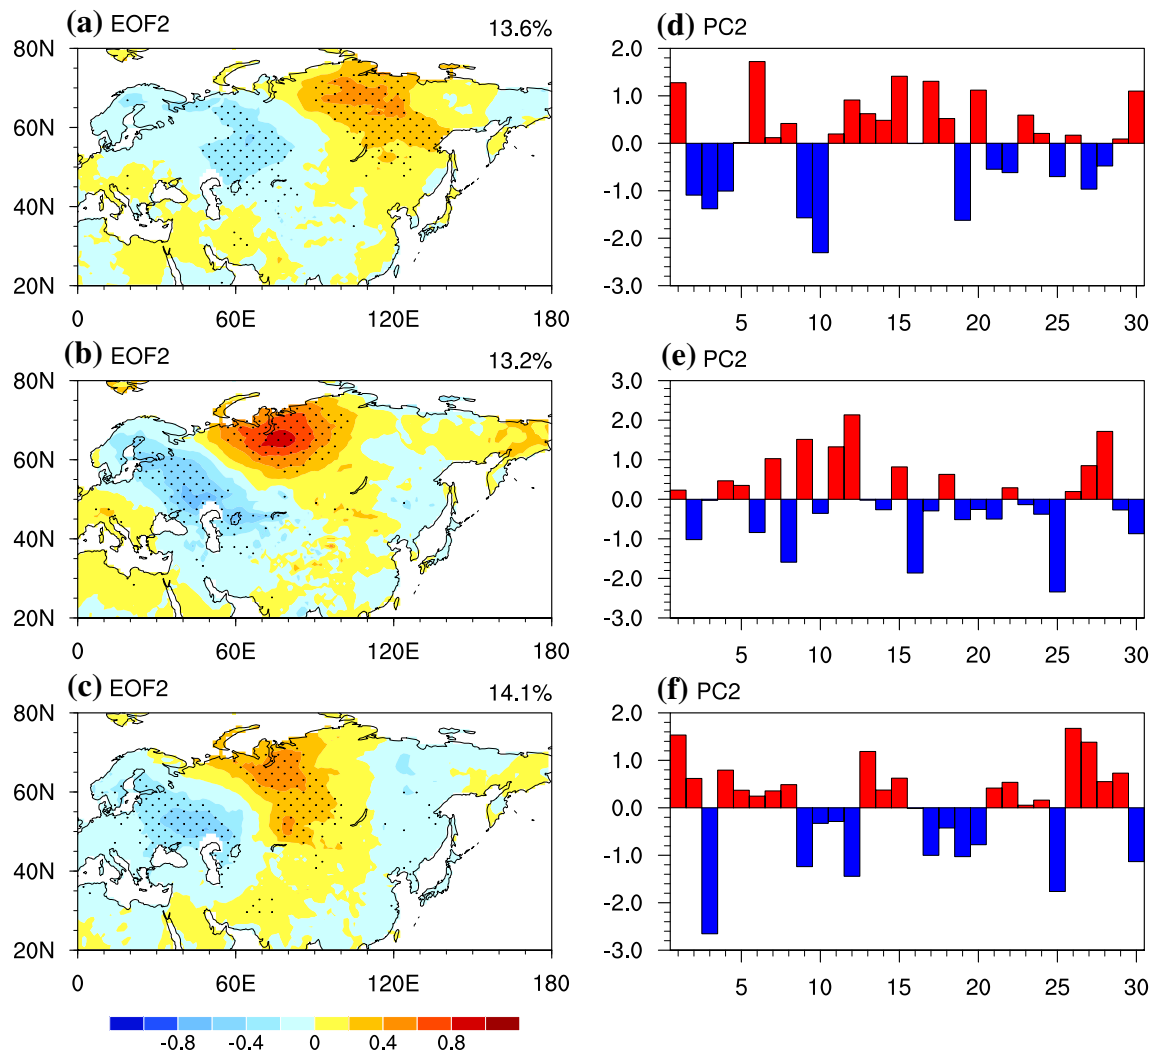 (a) EOF2 13.6%
80N
60N
40N
20N
0 60E 120E 180
(d) PC2
2.0
1.0
0.0
-1.0
-2.0
-3.0
5 10 15 20 25 30
(b) EOF2 13.2%
80N
60N
40N
20N
0 60E 120E 180
(e) PC2
3.0
2.0
1.0
0.0
-1.0
-2.0
-3.0
5 10 15 20 25 30
(c) EOF2 14.1%
80N
60N
40N
20N
0 60E 120E 180
(f) PC2
2.0
1.0
0.0
-1.0
-2.0
-3.0
5 10 15 20 25 30
-0.8 -0.4 0 0.4 0.8